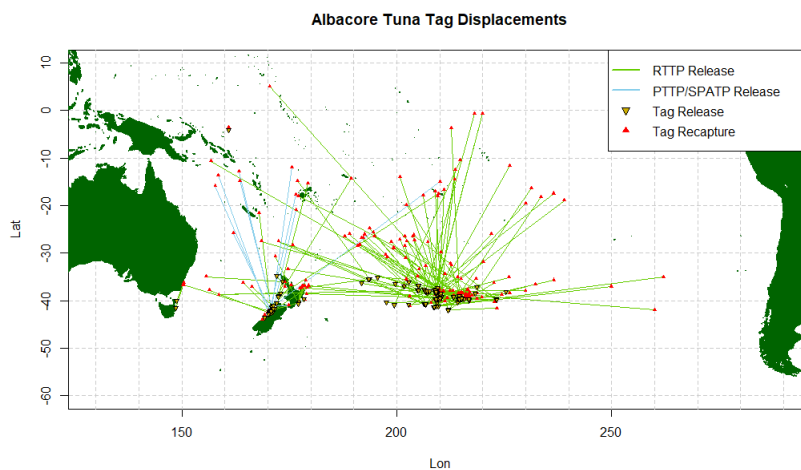 Albacore Tuna Tag Displacements
RTTP Release
PTTP/SPATP Release
Tag Release
Tag Recapture
10
0
-10
-20
-30
-40
-50
-60
Lat
150
200
250
Lon